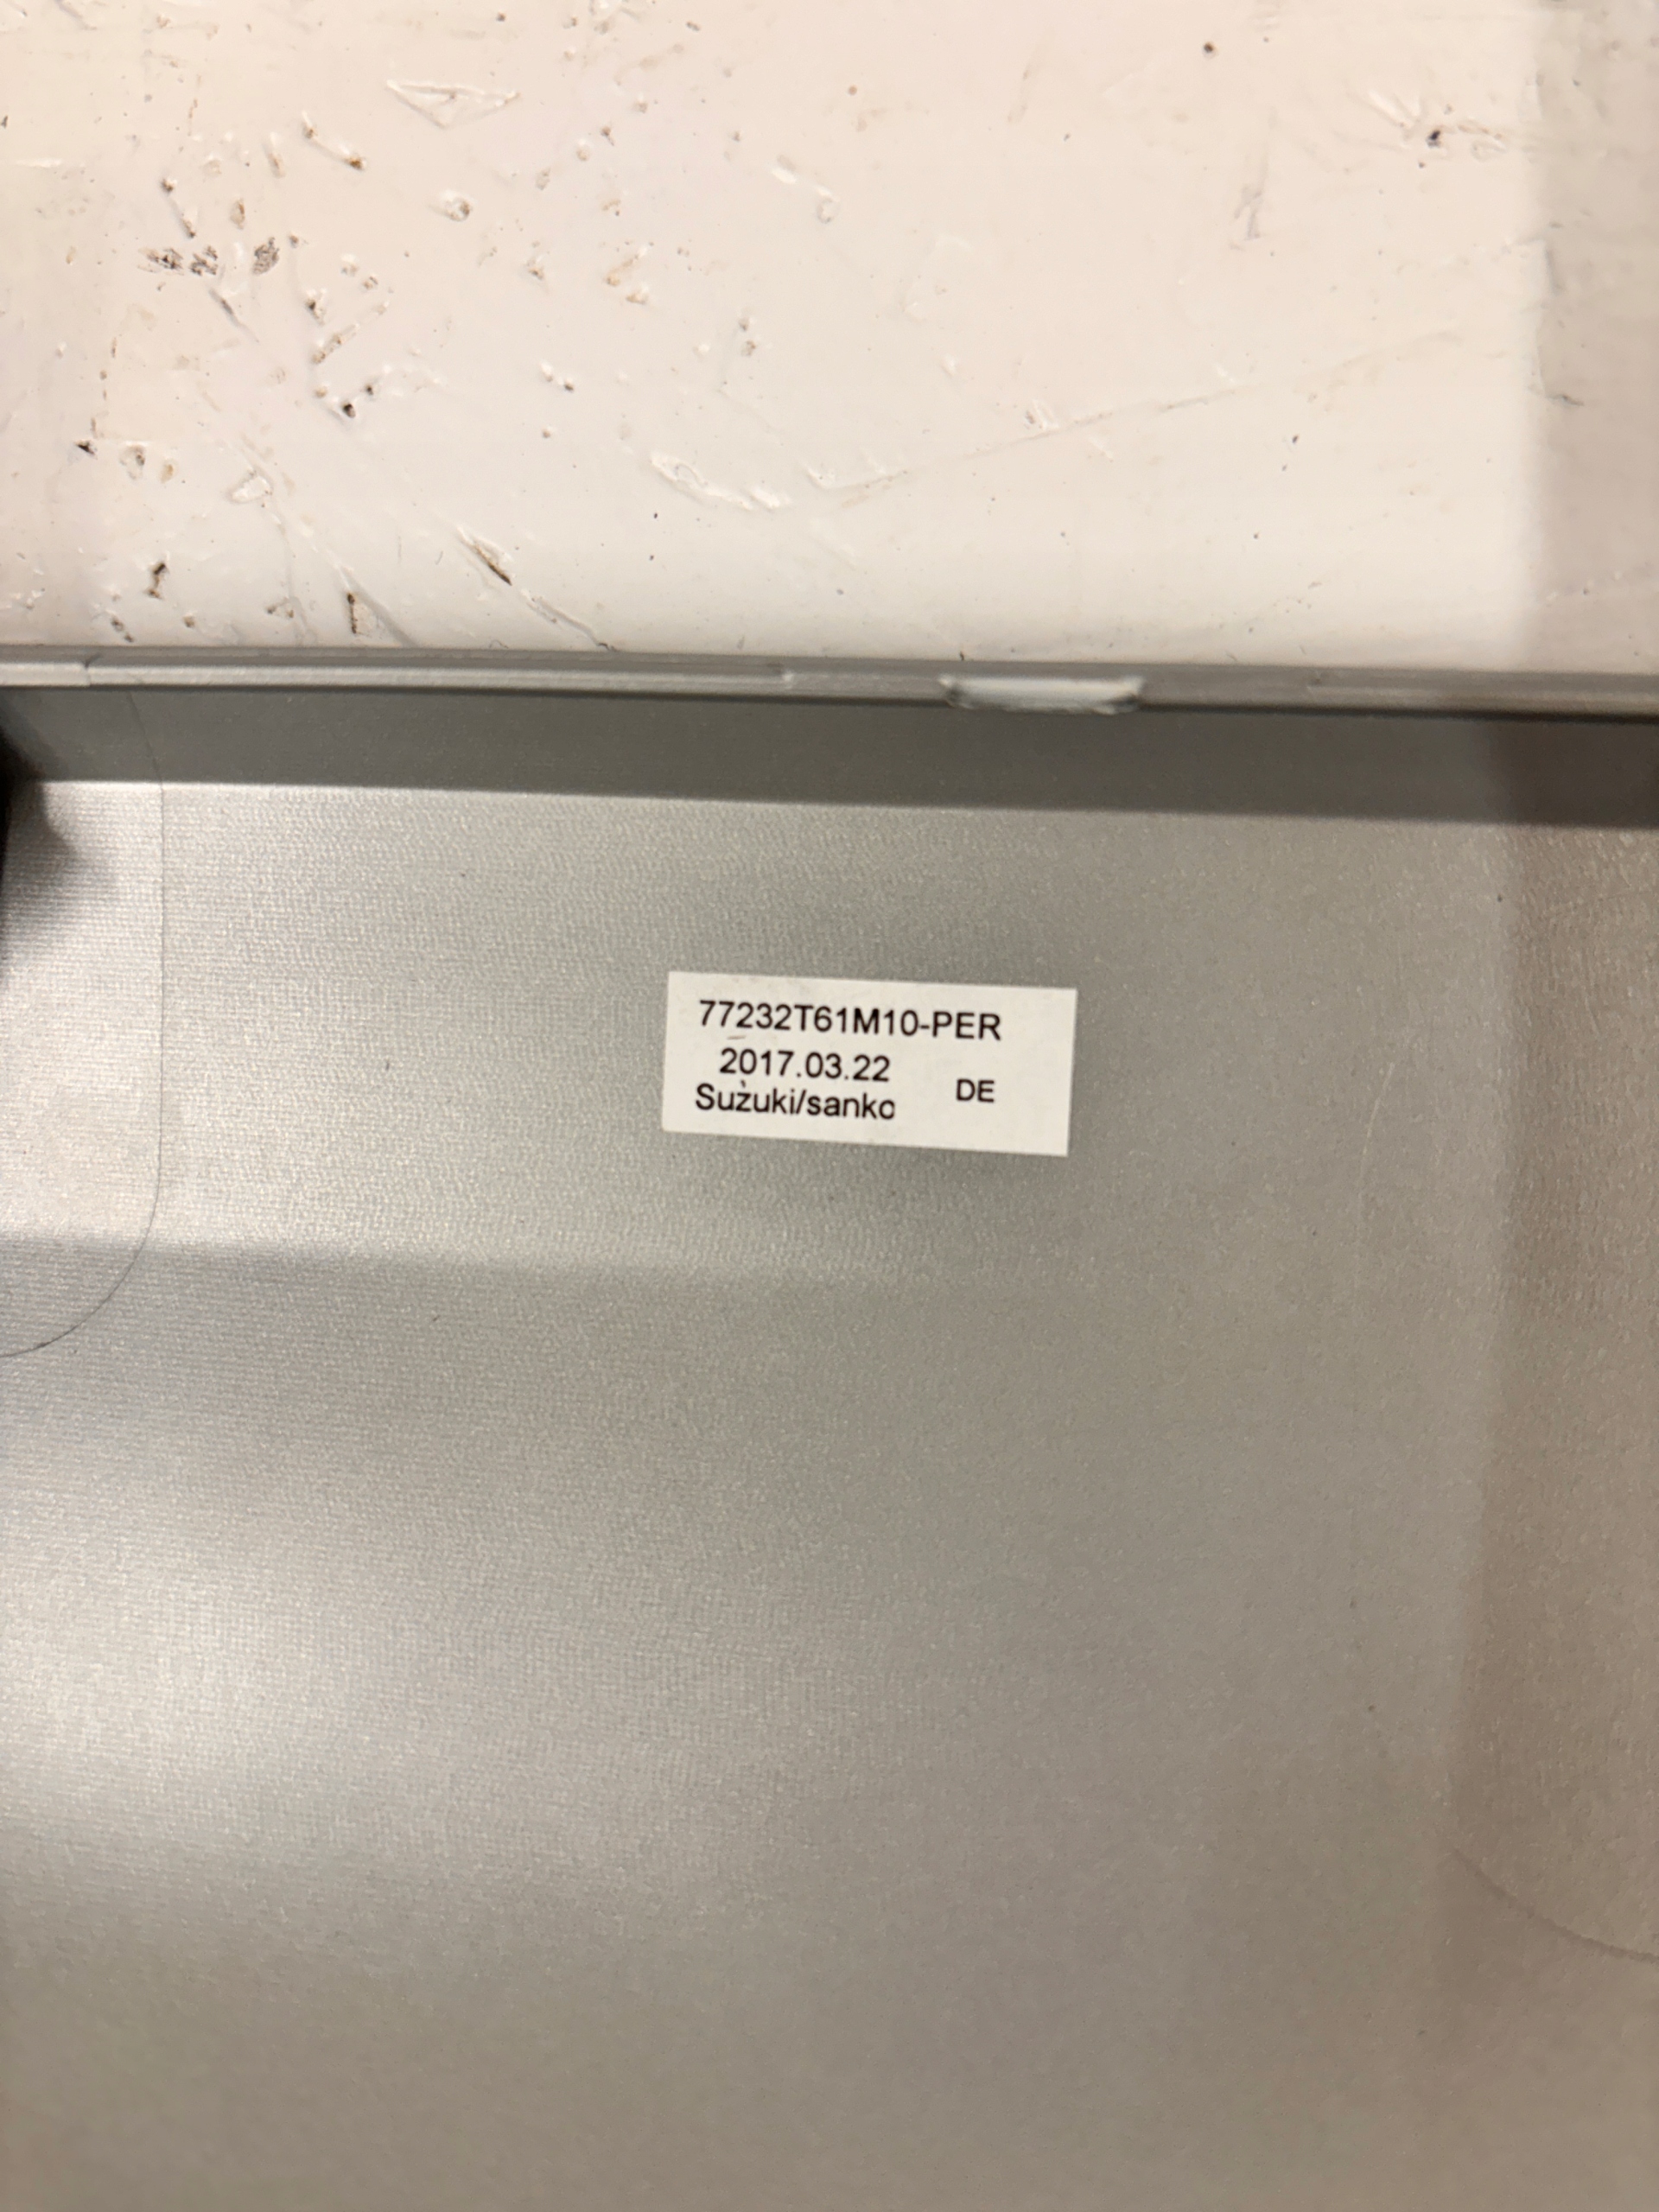 77232T61M10-PER
2017.03.22
DE
Suzuki/sanko